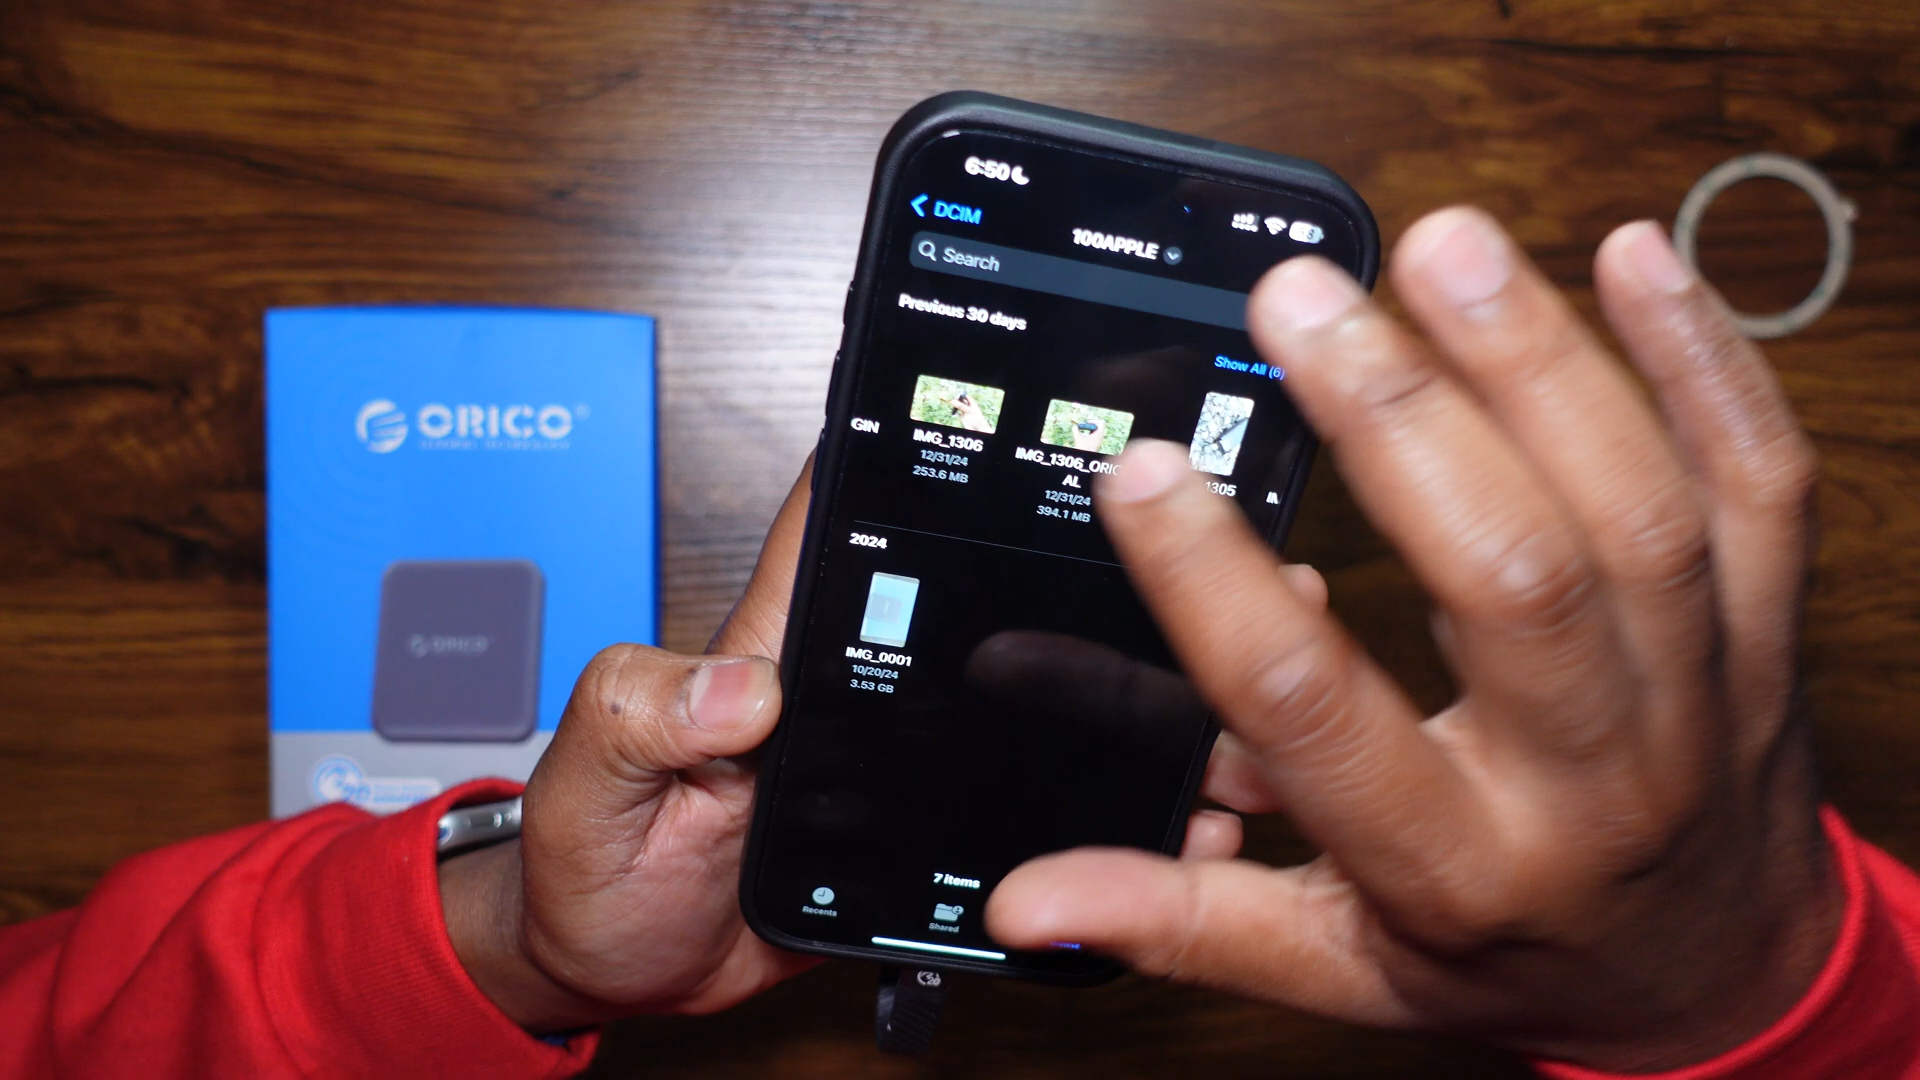 6:50
DCIM
100APPLE
Search
Previous 30 days
Show All (6)
GIN
IMG_1306
12/31/24
253.6 MB
IMG_1306_ORIG
AL
12/31/24
394.1 MB
1305
2024
IMG_0001
10/20/24
3.53 GB
7 items
Recents
Shared
ORICO
ORICO
20